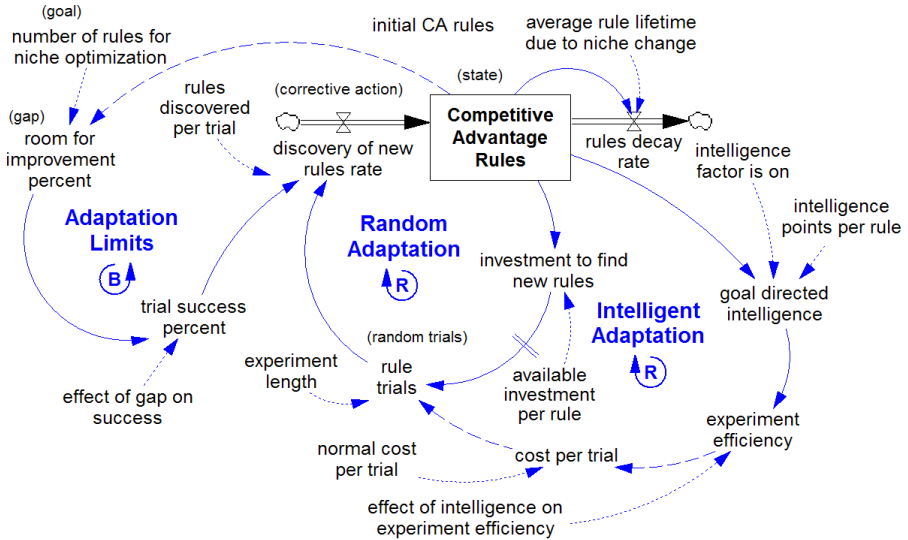 (goal)
number of rules for
niche optimization
initial CA rules
average rule lifetime
due to niche change
(gap)
room for
improvement
percent
rules
discovered
per trial
(corrective action)
discovery of new
rules rate
(state)
Competitive
Advantage
Rules
rules decay
rate
intelligence
factor is on
intelligence
points per rule
Adaptation
Limits
B
Random
Adaptation
R
investment to find
new rules
goal directed
intelligence
trial success
percent
Intelligent
Adaptation
R
(random trials)
rule
trials
experiment
length
available
investment
per rule
effect of gap on
success
experiment
efficiency
normal cost
per trial
cost per trial
effect of intelligence on
experiment efficiency